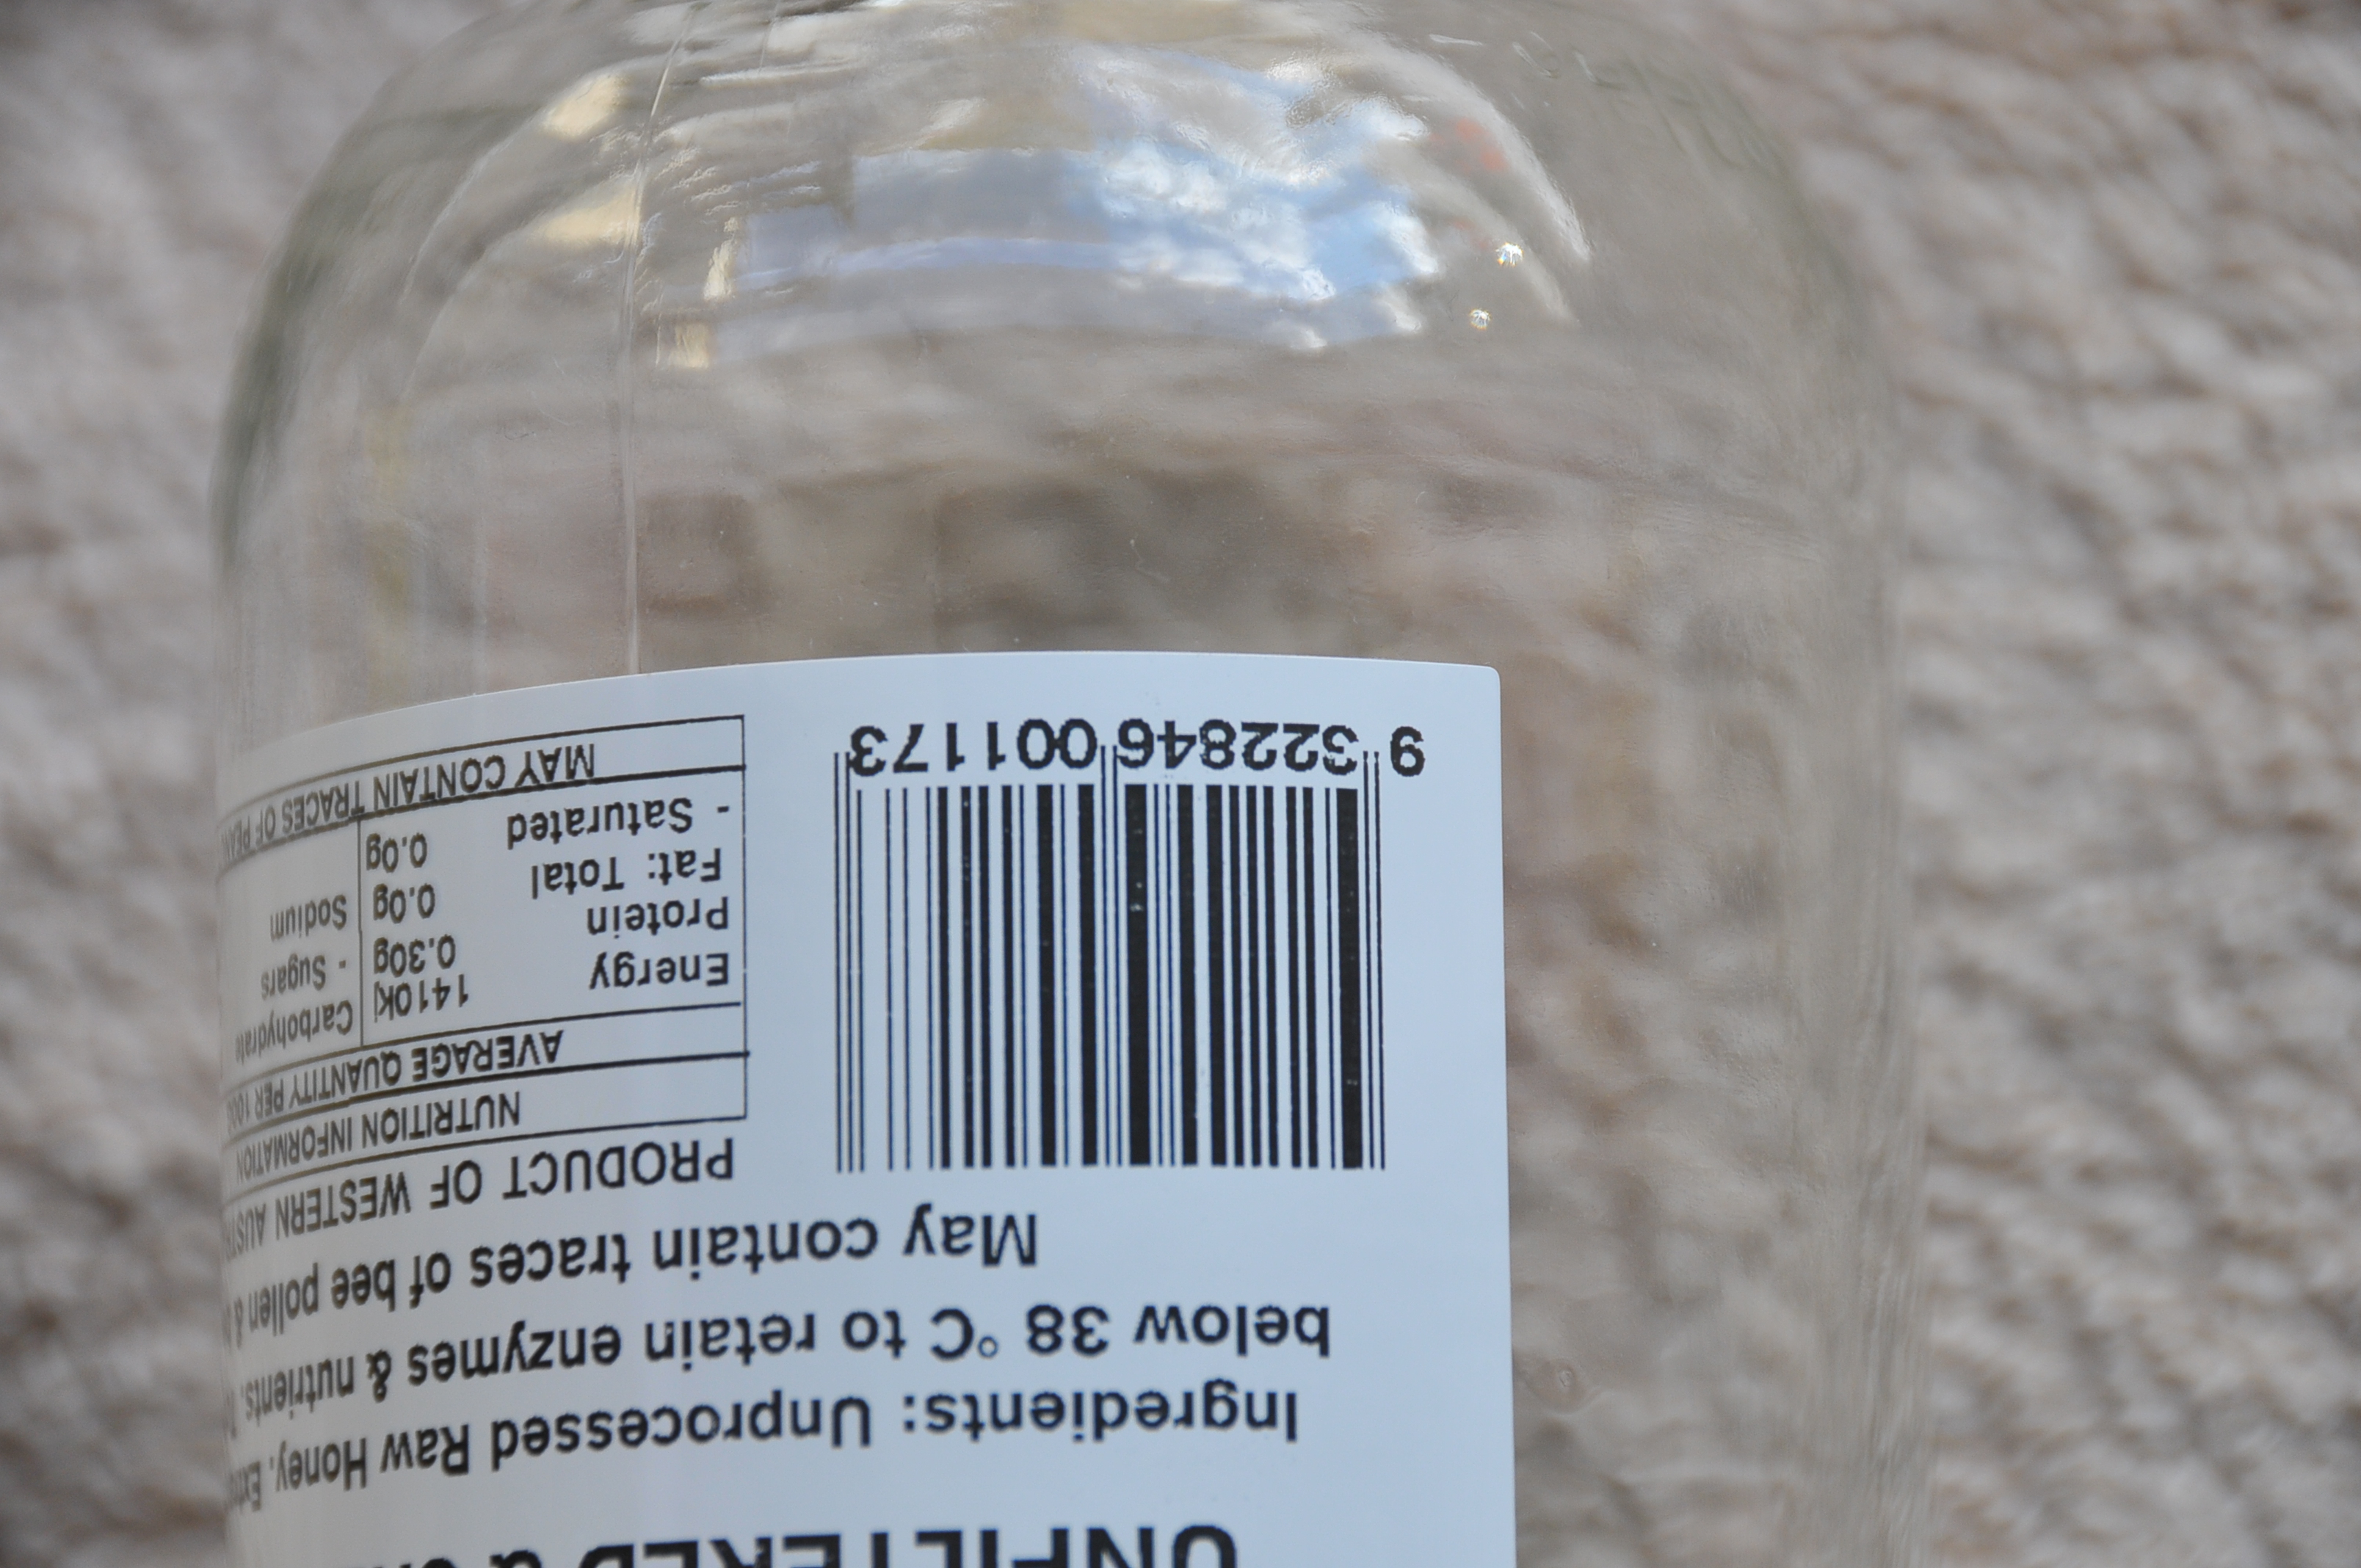 UNFILTERED &
Ingredients: Unprocessed Raw Honey.
below 38 °C to retain enzymes & nutrients.
May contain traces of bee pollen &
PRODUCT OF WESTERN
NUTRITION INFORMATION
AVERAGE QUANTITY PER
Energy 1410kj Carbohydrate
Protein 0.30g - Sugars
Fat: Total 0.0g Sodium
- Saturated 0.0g
MAY CONTAIN TRACES OF
9 322846 001173